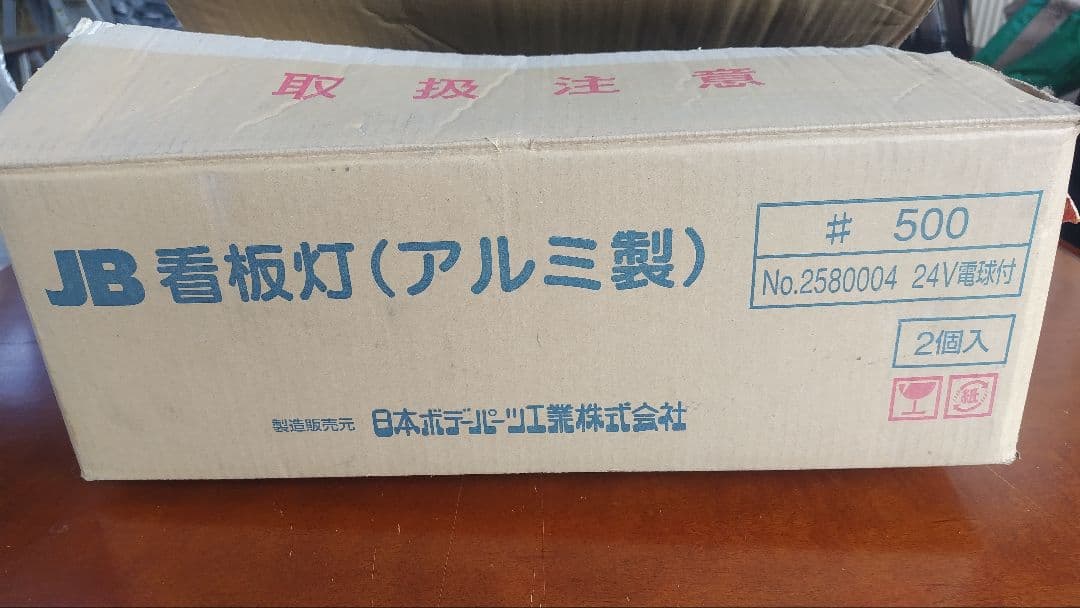 取扱注意
JB 看板灯(アルミ製)
# 500
No.2580004 24V電球付
2個入
紙
製造販売元 日本ボデーパーツ工業株式会社